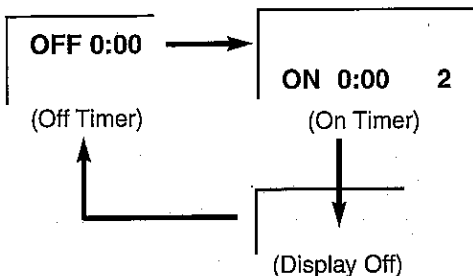 OFF 0:00
ON 0:00 2
(Off Timer)
(On Timer)
(Display Off)